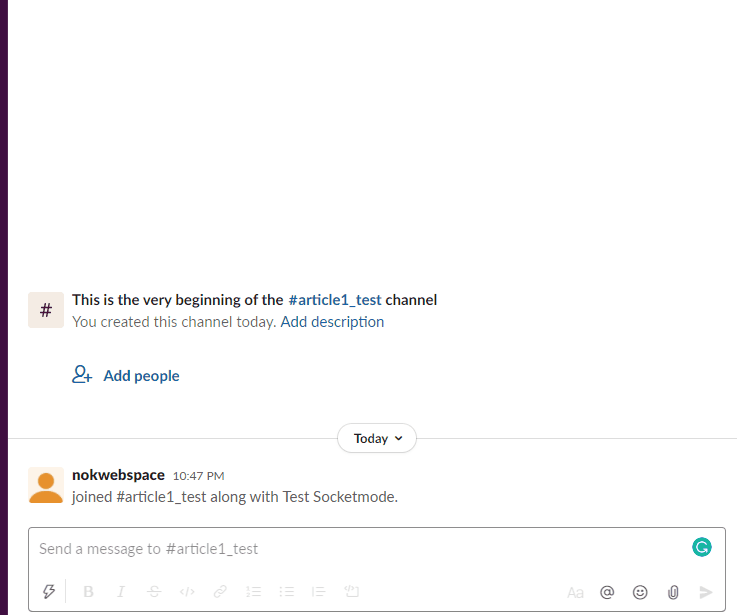 #
This is the very beginning of the #article1_test channel
You created this channel today. Add description
Add people
Today
nokwebspace 10:47 PM
joined #article1_test along with Test Socketmode.
Send a message to #article1_test
B I S </> Aa @